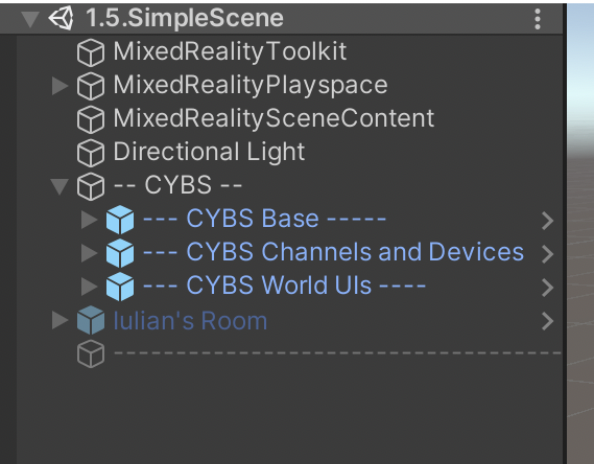 1.5.SimpleScene
MixedRealityToolkit
MixedRealityPlayspace
MixedRealitySceneContent
Directional Light
-- CYBS --
--- CYBS Base -----
--- CYBS Channels and Devices
--- CYBS World UIs ----
Iulian's Room
----------------------------------